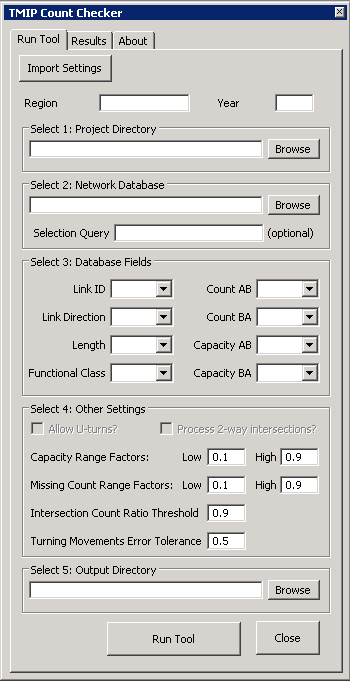 TMIP Count Checker
Run Tool Results About
Import Settings
Region Year
Select 1: Project Directory
Browse
Select 2: Network Database
Browse
Selection Query (optional)
Select 3: Database Fields
Link ID Count AB
Link Direction Count BA
Length Capacity AB
Functional Class Capacity BA
Select 4: Other Settings
Allow U-turns? Process 2-way intersections?
Capacity Range Factors: Low 0.1 High 0.9
Missing Count Range Factors: Low 0.1 High 0.9
Intersection Count Ratio Threshold 0.9
Turning Movements Error Tolerance 0.5
Select 5: Output Directory
Browse
Run Tool Close